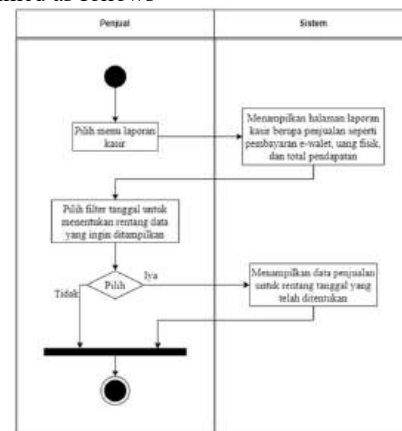 Penjual
Sistem
Pilih menu laporan
kasir
Menampilkan halaman laporan
kasir berupa penjualan seperti
pembayaran e-walet, uang fisik,
dan total pendapatan
Pilih filter tanggal untuk
menentukan rentang data
yang ingin ditampilkan
Pilih
Iya
Tidak
Menampilkan data penjualan
untuk rentang tanggal yang
telah ditentukan